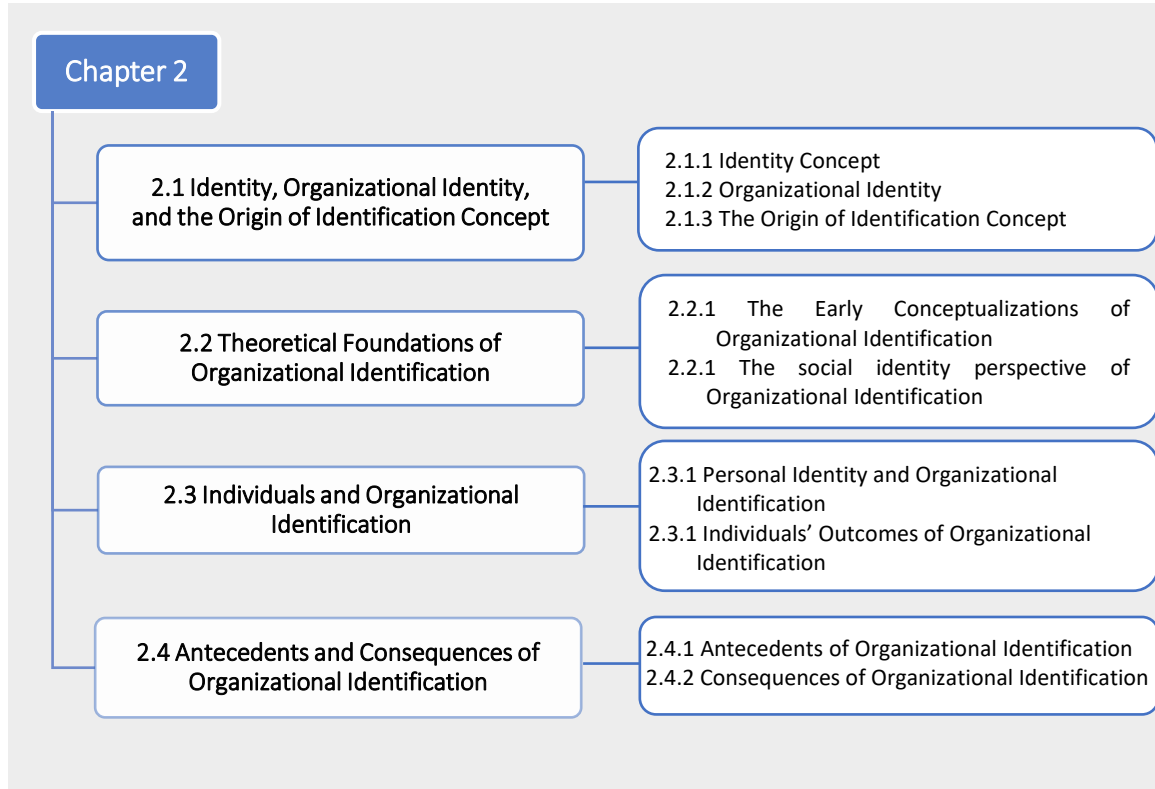 Chapter 2
2.1 Identity, Organizational Identity,
and the Origin of Identification Concept
2.1.1 Identity Concept
2.1.2 Organizational Identity
2.1.3 The Origin of Identification Concept
2.2 Theoretical Foundations of
Organizational Identification
2.2.1 The Early Conceptualizations of
Organizational Identification
2.2.1 The social identity perspective of
Organizational Identification
2.3 Individuals and Organizational
Identification
2.3.1 Personal Identity and Organizational
Identification
2.3.1 Individuals’ Outcomes of Organizational
Identification
2.4 Antecedents and Consequences of
Organizational Identification
2.4.1 Antecedents of Organizational Identification
2.4.2 Consequences of Organizational Identification